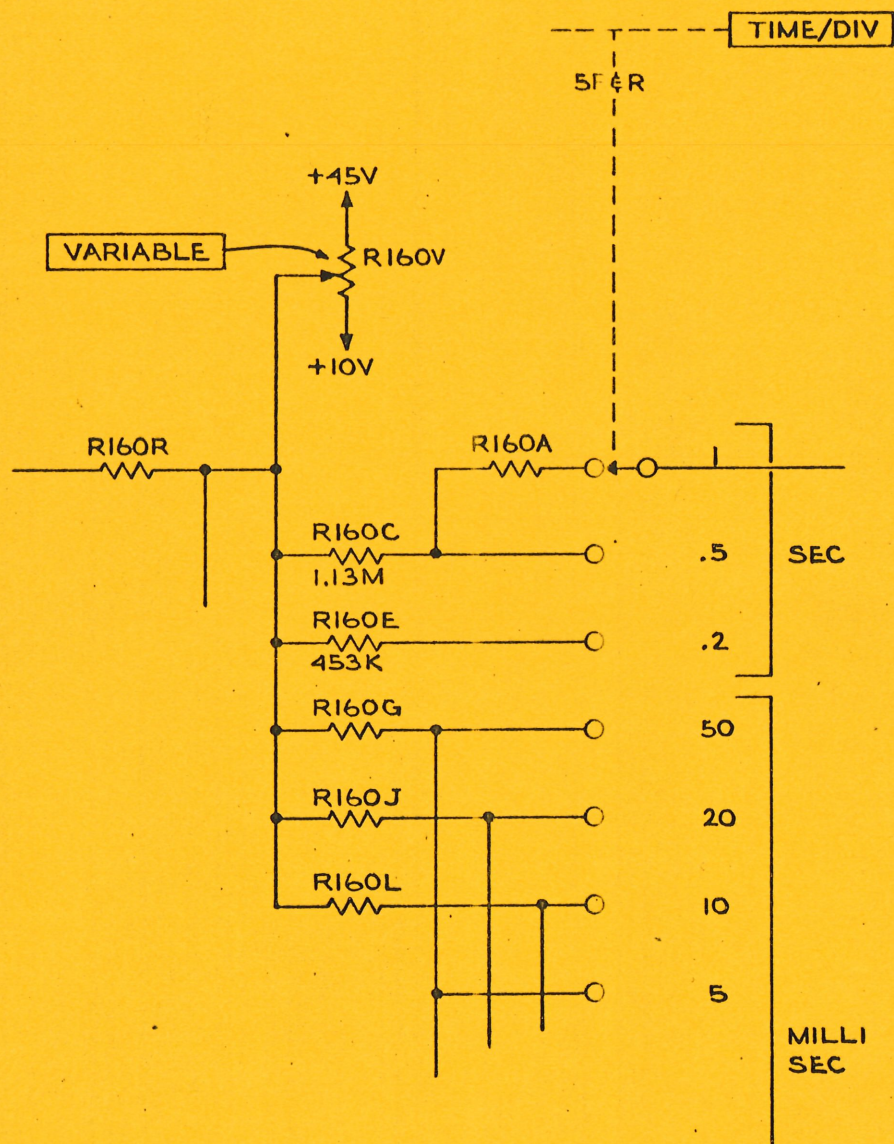 TIME/DIV
5F & R
+45V
VARIABLE
R160V
+10V
R160R
R160A
1
R160C
1.13M
.5
SEC
R160E
453K
.2
R160G
50
R160J
20
R160L
10
5
MILLI
SEC